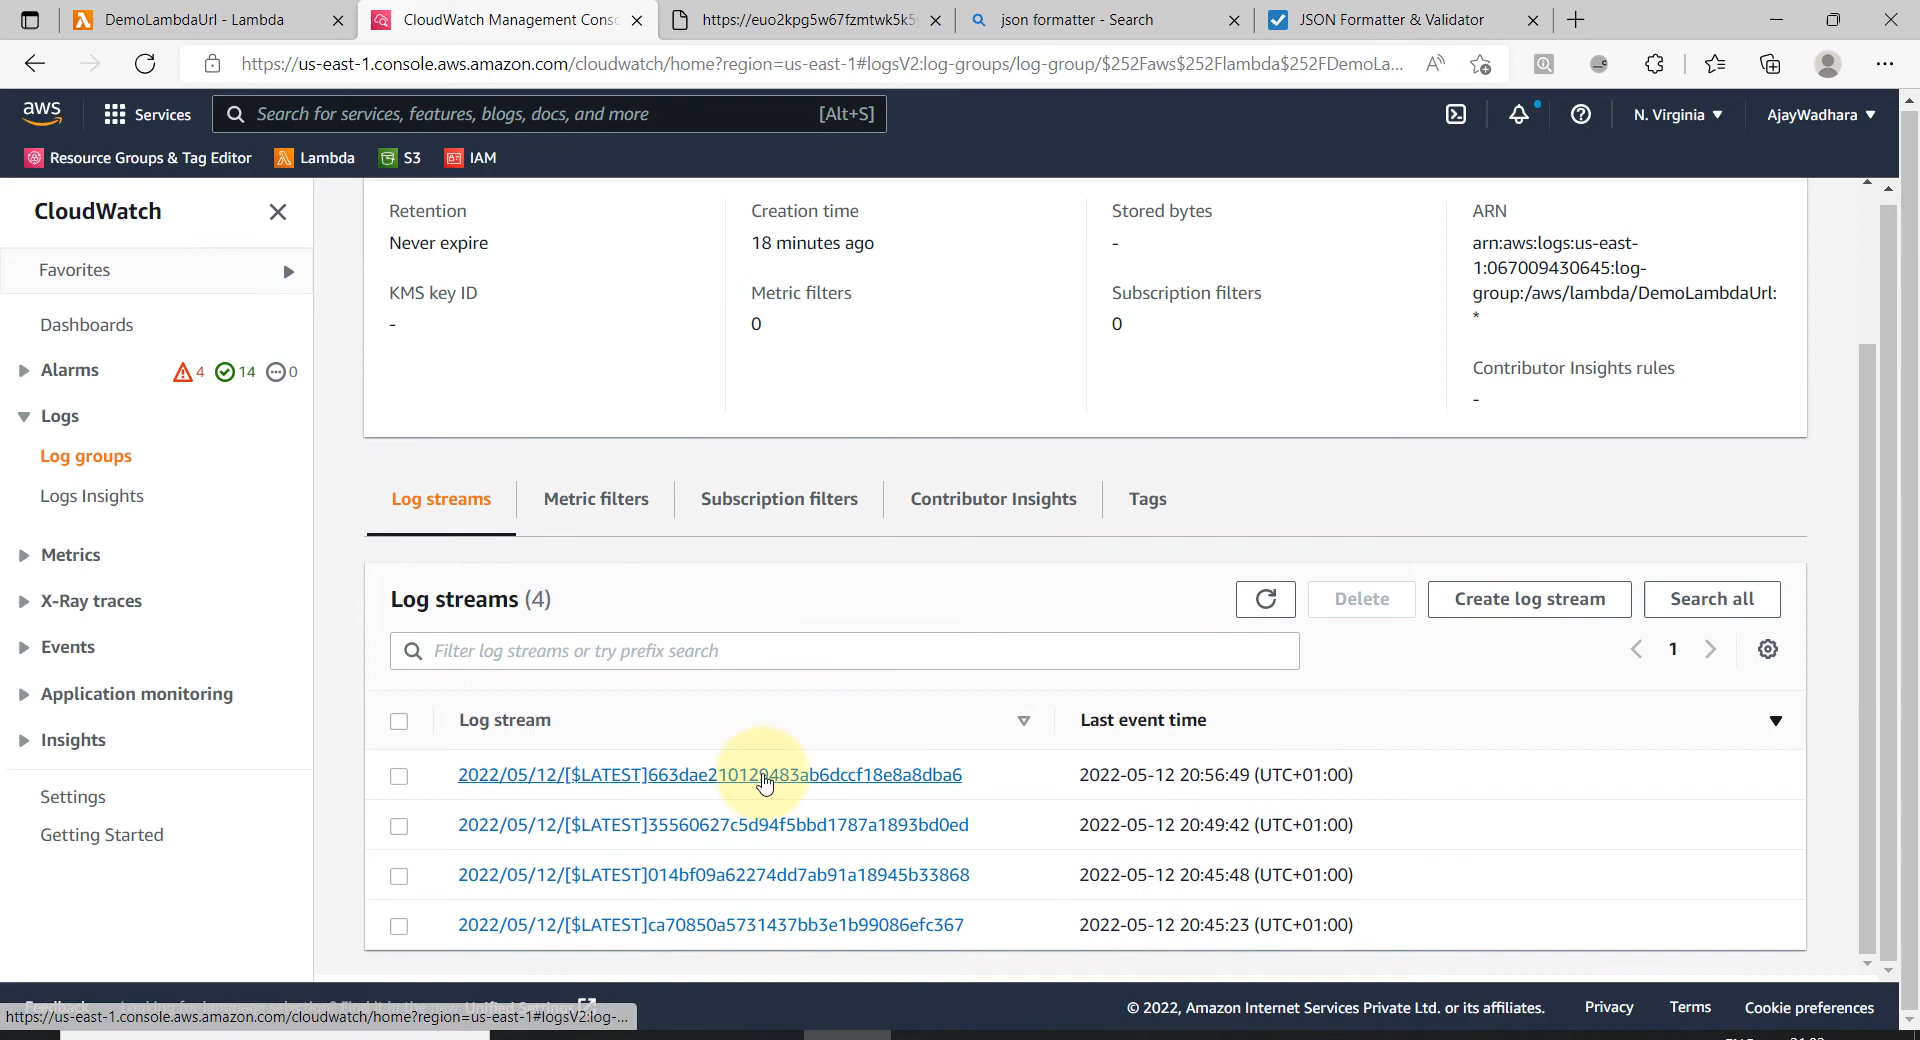 DemoLambdaUrl - Lambda
CloudWatch Management Conso
https://euo2kpg5w67fzmtwk5k5
json formatter - Search
JSON Formatter & Validator
https://us-east-1.console.aws.amazon.com/cloudwatch/home?region=us-east-1#logsV2:log-groups/log-group/$252Faws$252Flambda$252FDemoLa...
aws
Services
Search for services, features, blogs, docs, and more
[Alt+S]
N. Virginia
AjayWadhara
Resource Groups & Tag Editor
Lambda
S3
IAM
CloudWatch
Favorites
Dashboards
Alarms
4
14
0
Logs
Log groups
Logs Insights
Metrics
X-Ray traces
Events
Application monitoring
Insights
Settings
Getting Started
Retention
Never expire
KMS key ID
-
Creation time
18 minutes ago
Metric filters
0
Stored bytes
-
Subscription filters
0
ARN
arn:aws:logs:us-east-
1:067009430645:log-
group:/aws/lambda/DemoLambdaUrl:
*
Contributor Insights rules
-
Log streams
Metric filters
Subscription filters
Contributor Insights
Tags
Log streams (4)
Delete
Create log stream
Search all
Filter log streams or try prefix search
1
Log stream
Last event time
2022/05/12/[$LATEST]663dae210129483ab6dccf18e8a8dba6
2022-05-12 20:56:49 (UTC+01:00)
2022/05/12/[$LATEST]35560627c5d94f5bbd1787a1893bd0ed
2022-05-12 20:49:42 (UTC+01:00)
2022/05/12/[$LATEST]014bf09a62274dd7ab91a18945b33868
2022-05-12 20:45:48 (UTC+01:00)
2022/05/12/[$LATEST]ca70850a5731437bb3e1b99086efc367
2022-05-12 20:45:23 (UTC+01:00)
https://us-east-1.console.aws.amazon.com/cloudwatch/home?region=us-east-1#logsV2:log-...
© 2022, Amazon Internet Services Private Ltd. or its affiliates.
Privacy
Terms
Cookie preferences